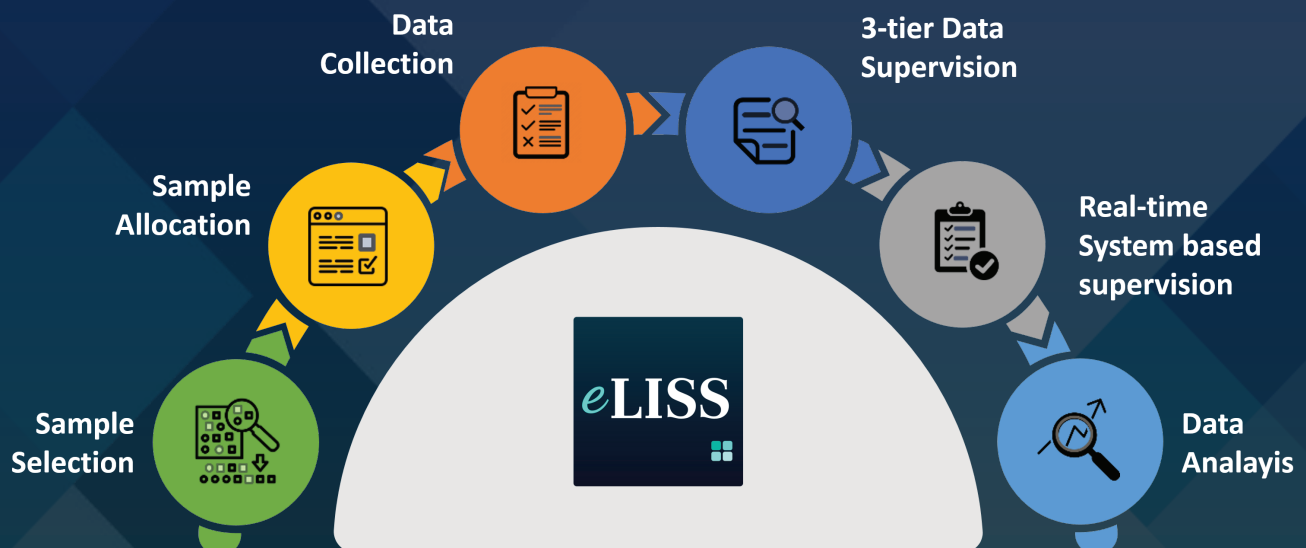 Data
Collection
3-tier Data
Supervision
Sample
Allocation
Real-time
System based
supervision
eLISS
Sample
Selection
Data
Analayis